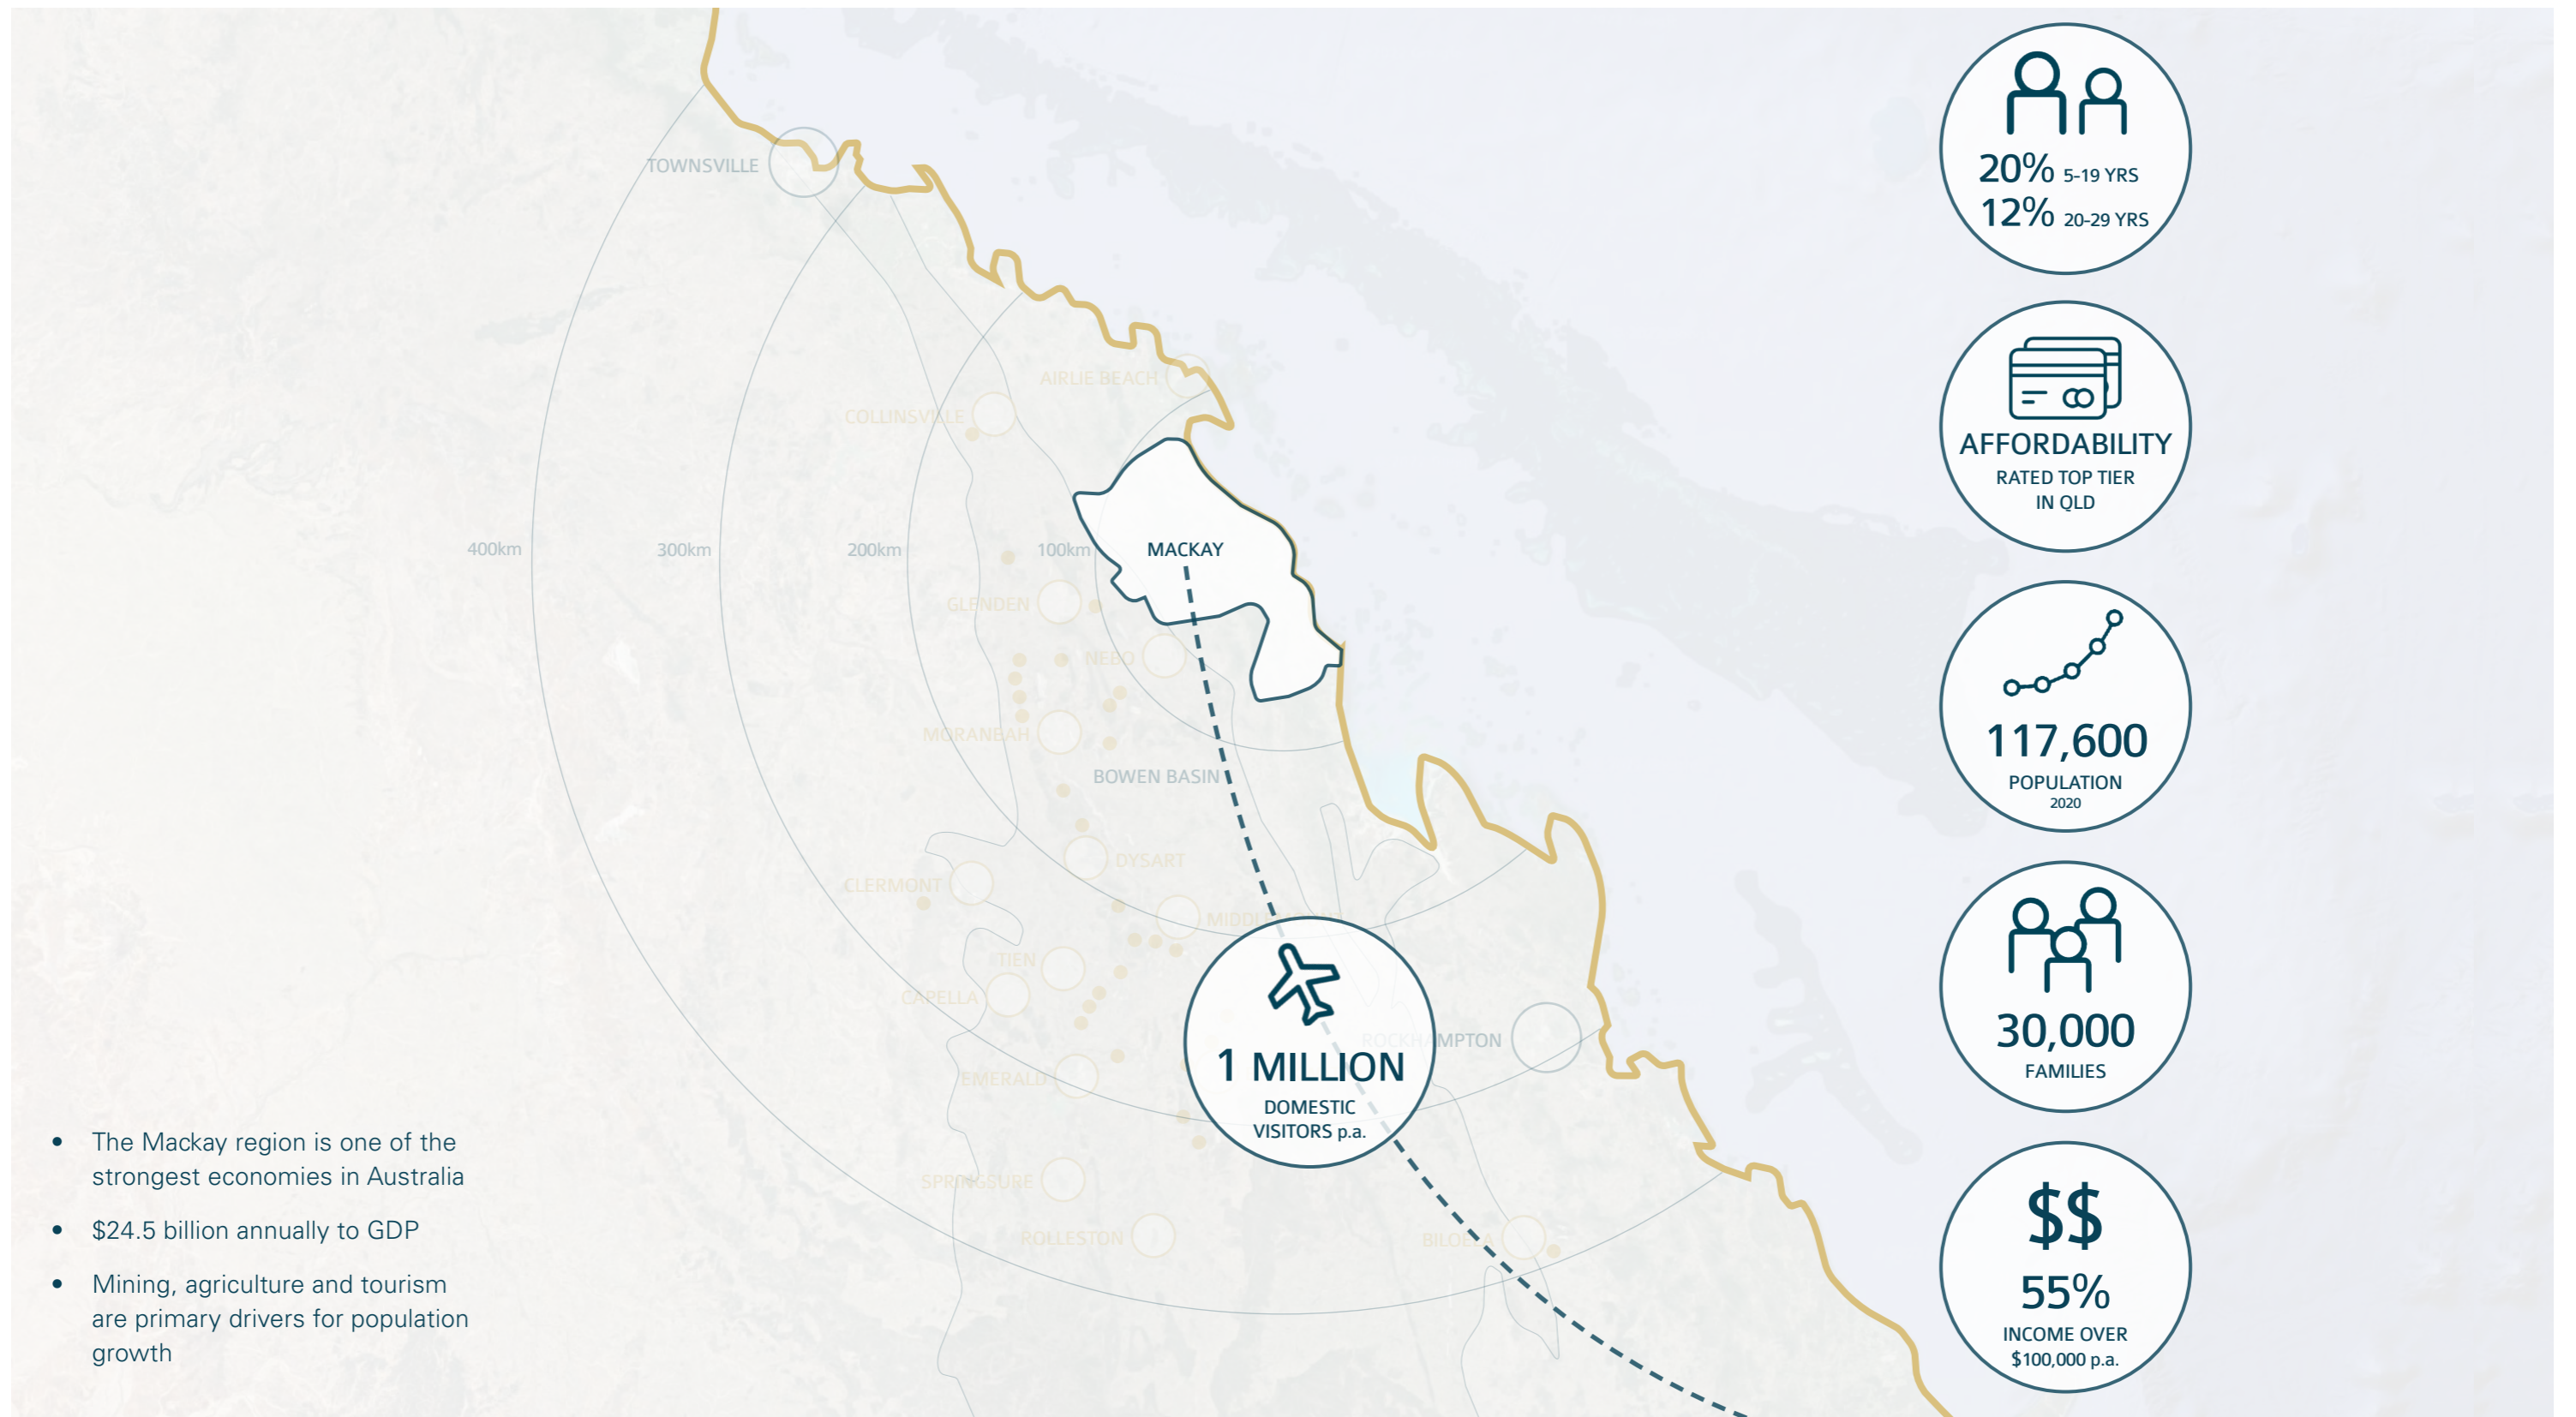 TOWNSVILLE
AIRLIE BEACH
COLLINSVILLE
400km
300km
200km
100km
MACKAY
GLENDEN
NEBO
MORANBAH
BOWEN BASIN
DYSART
CLERMONT
TIEN
CAPELLA
ROCKHAMPTON
EMERALD
SPRINGSURE
ROLLESTON
BILOELA
1 MILLION
DOMESTIC
VISITORS p.a.
• The Mackay region is one of the
strongest economies in Australia
• $24.5 billion annually to GDP
• Mining, agriculture and tourism
are primary drivers for population
growth
20% 5-19 YRS
12% 20-29 YRS
AFFORDABILITY
RATED TOP TIER
IN QLD
117,600
POPULATION
2020
30,000
FAMILIES
$$
55%
INCOME OVER
$100,000 p.a.